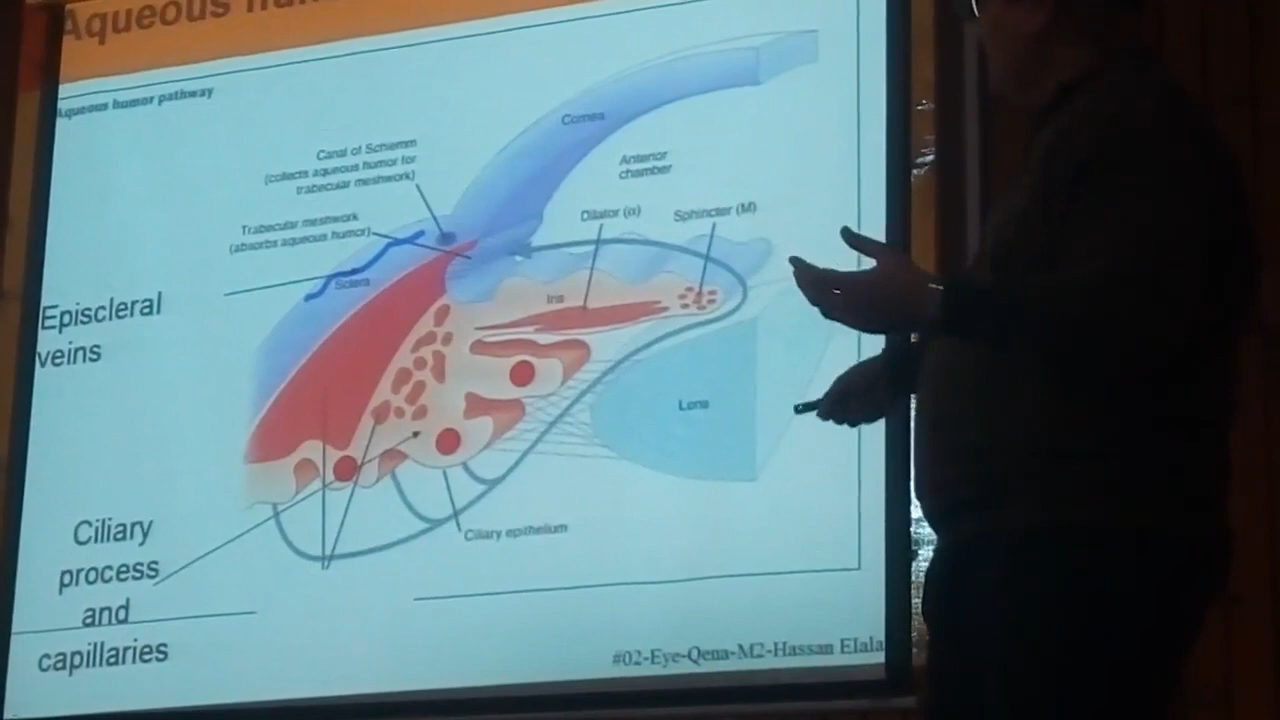 Aqueous
Aqueous humor pathway
Cornea
Canal of Schlemm
(collects aqueous humor for
trabecular meshwork)
Anterior
chamber
Trabecular meshwork
(absorbs aqueous humor)
Dilator (α)
Sphincter (M)
Sclera
Iris
Episcleral
veins
Lens
Ciliary
process
and
capillaries
Ciliary epithelium
#02-Eye-Qena-M2-Hassan Elala